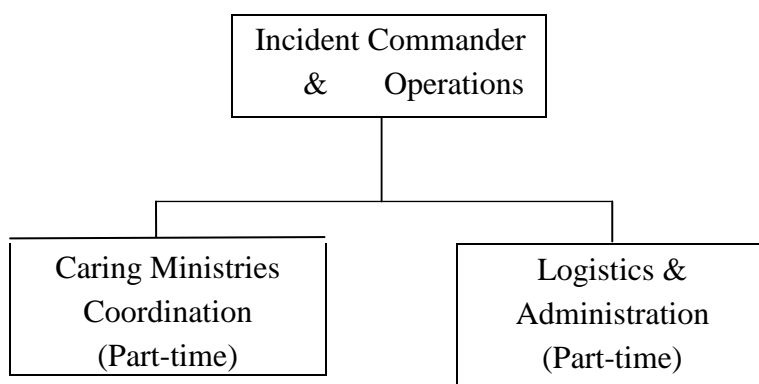 Incident Commander
& Operations
Caring Ministries
Coordination
(Part-time)
Logistics &
Administration
(Part-time)